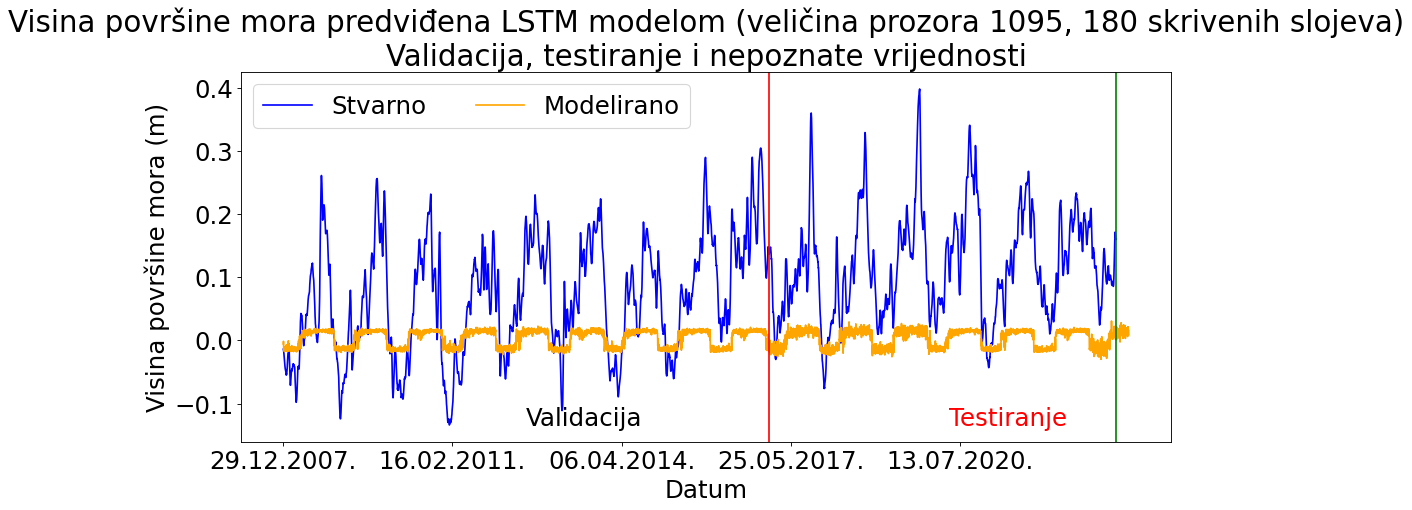 Visina površine mora predviđena LSTM modelom (veličina prozora 1095, 180 skrivenih slojeva)
Validacija, testiranje i nepoznate vrijednosti
Stvarno
Modelirano
Visina površine mora (m)
0.4
0.3
0.2
0.1
0.0
−0.1
Validacija
Testiranje
29.12.2007.
16.02.2011.
06.04.2014.
25.05.2017.
13.07.2020.
Datum